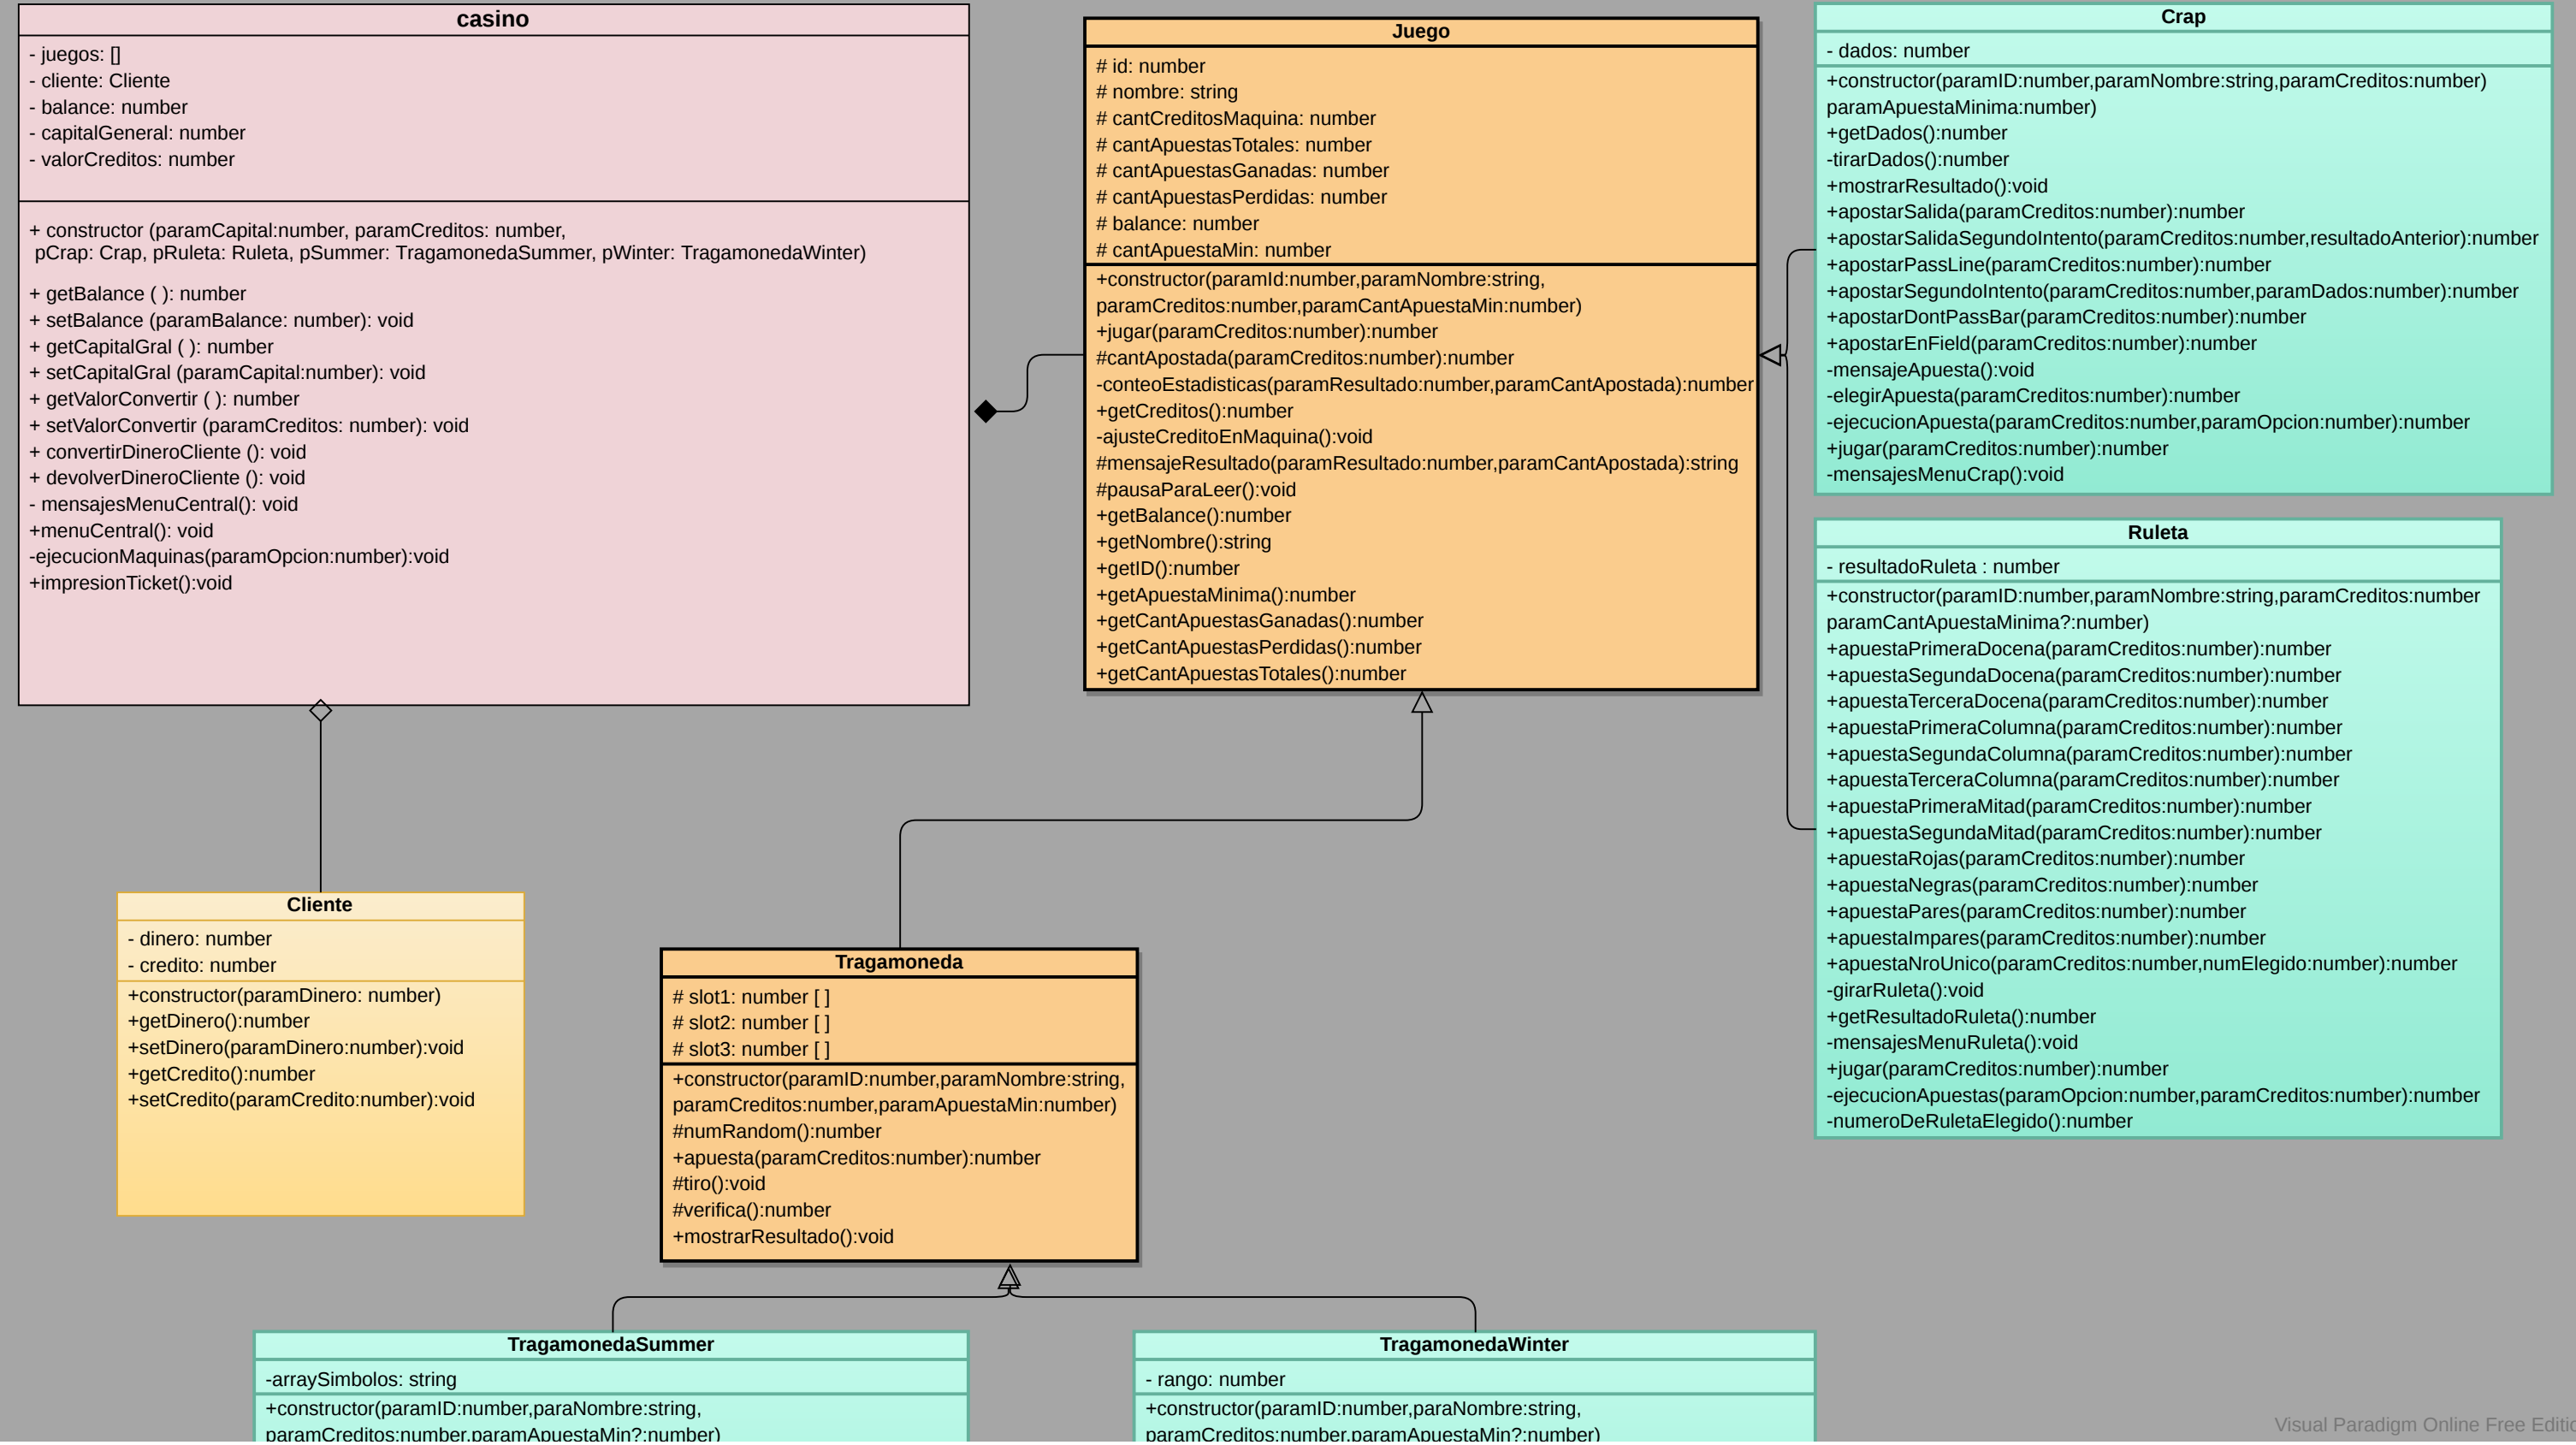 casino
- juegos: []
- cliente: Cliente
- balance: number
- capitalGeneral: number
- valorCreditos: number
+ constructor (paramCapital:number, paramCreditos: number,
pCrap: Crap, pRuleta: Ruleta, pSummer: TragamonedaSummer, pWinter: TragamonedaWinter)
+ getBalance ( ): number
+ setBalance (paramBalance: number): void
+ getCapitalGral ( ): number
+ setCapitalGral (paramCapital:number): void
+ getValorConvertir ( ): number
+ setValorConvertir (paramCreditos: number): void
+ convertirDineroCliente (): void
+ devolverDineroCliente (): void
- mensajesMenuCentral(): void
+menuCentral(): void
-ejecucionMaquinas(paramOpcion:number):void
+impresionTicket():void
Juego
# id: number
# nombre: string
# cantCreditosMaquina: number
# cantApuestasTotales: number
# cantApuestasGanadas: number
# cantApuestasPerdidas: number
# balance: number
# cantApuestaMin: number
+constructor(paramId:number,paramNombre:string,
paramCreditos:number,paramCantApuestaMin:number)
+jugar(paramCreditos:number):number
#cantApostada(paramCreditos:number):number
-conteoEstadisticas(paramResultado:number,paramCantApostada):number
+getCreditos():number
-ajusteCreditoEnMaquina():void
#mensajeResultado(paramResultado:number,paramCantApostada):string
#pausaParaLeer():void
+getBalance():number
+getNombre():string
+getID():number
+getApuestaMinima():number
+getCantApuestasGanadas():number
+getCantApuestasPerdidas():number
+getCantApuestasTotales():number
Crap
- dados: number
+constructor(paramID:number,paramNombre:string,paramCreditos:number)
paramApuestaMinima:number)
+getDados():number
-tirarDados():number
+mostrarResultado():void
+apostarSalida(paramCreditos:number):number
+apostarSalidaSegundoIntento(paramCreditos:number,resultadoAnterior):number
+apostarPassLine(paramCreditos:number):number
+apostarSegundoIntento(paramCreditos:number,paramDados:number):number
+apostarDontPassBar(paramCreditos:number):number
+apostarEnField(paramCreditos:number):number
-mensajeApuesta():void
-elegirApuesta(paramCreditos:number):number
-ejecucionApuesta(paramCreditos:number,paramOpcion:number):number
+jugar(paramCreditos:number):number
-mensajesMenuCrap():void
Ruleta
- resultadoRuleta : number
+constructor(paramID:number,paramNombre:string,paramCreditos:number
paramCantApuestaMinima?:number)
+apuestaPrimeraDocena(paramCreditos:number):number
+apuestaSegundaDocena(paramCreditos:number):number
+apuestaTerceraDocena(paramCreditos:number):number
+apuestaPrimeraColumna(paramCreditos:number):number
+apuestaSegundaColumna(paramCreditos:number):number
+apuestaTerceraColumna(paramCreditos:number):number
+apuestaPrimeraMitad(paramCreditos:number):number
+apuestaSegundaMitad(paramCreditos:number):number
+apuestaRojas(paramCreditos:number):number
+apuestaNegras(paramCreditos:number):number
+apuestaPares(paramCreditos:number):number
+apuestaImpares(paramCreditos:number):number
+apuestaNroUnico(paramCreditos:number,numElegido:number):number
-girarRuleta():void
+getResultadoRuleta():number
-mensajesMenuRuleta():void
+jugar(paramCreditos:number):number
-ejecucionApuestas(paramOpcion:number,paramCreditos:number):number
-numeroDeRuletaElegido():number
Cliente
- dinero: number
- credito: number
+constructor(paramDinero: number)
+getDinero():number
+setDinero(paramDinero:number):void
+getCredito():number
+setCredito(paramCredito:number):void
Tragamoneda
# slot1: number [ ]
# slot2: number [ ]
# slot3: number [ ]
+constructor(paramID:number,paramNombre:string,
paramCreditos:number,paramApuestaMin:number)
#numRandom():number
+apuesta(paramCreditos:number):number
#tiro():void
#verifica():number
+mostrarResultado():void
TragamonedaSummer
-arraySimbolos: string
+constructor(paramID:number,paraNombre:string,
paramCreditos:number,paramApuestaMin?:number)
TragamonedaWinter
- rango: number
+constructor(paramID:number,paraNombre:string,
paramCreditos:number,paramApuestaMin?:number)
Visual Paradigm Online Free Editio